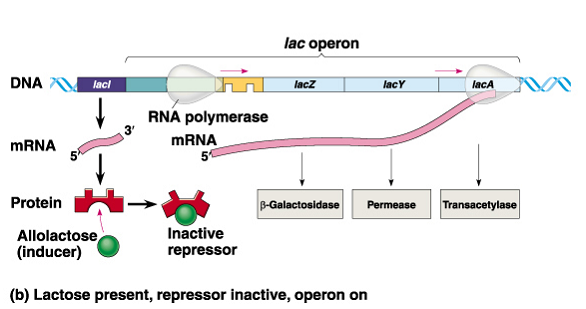 lac operon
DNA
lacI
lacZ
lacY
lacA
RNA polymerase
mRNA
3′
mRNA
5′
5′
Protein
β-Galactosidase
Permease
Transacetylase
Allolactose
(inducer)
Inactive
repressor
(b) Lactose present, repressor inactive, operon on